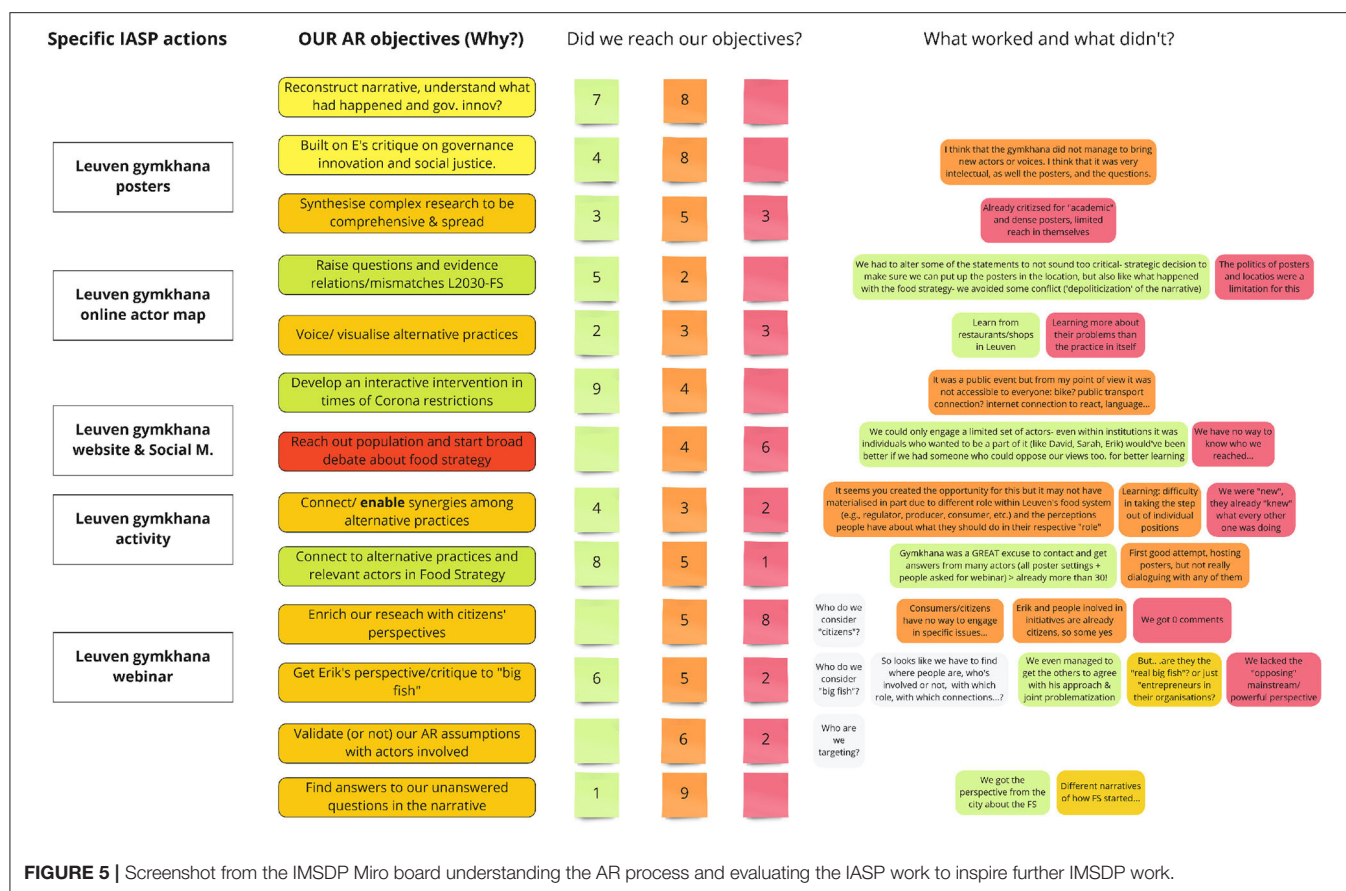 Specific IASP actions
OUR AR objectives (Why?)
Did we reach our objectives?
What worked and what didn't?
Reconstruct narrative, understand what
had happened and gov. innov?
7
8
Leuven gymkhana
posters
Built on E's critique on governance
innovation and social justice.
4
8
I think that the gymkhana did not manage to bring
new actors or voices. I think that it was very
intelectual, as well the posters, and the questions.
Synthesise complex research to be
comprehensive & spread
3
5
3
Already critizsed for "academic"
and dense posters, limited
reach in themselves
Leuven gymkhana
online actor map
Raise questions and evidence
relations/mismatches L2030-FS
5
2
We had to alter some of the statements to not sound too critical- strategic decision to
make sure we can put up the posters in the location, but also like what happened
with the food strategy- we avoided some conflict ('depoliticization' of the narrative)
The politics of posters
and locatios were a
limitation for this
Voice/ visualise alternative practices
2
3
3
Learn from
restaurants/shops
in Leuven
Learning more about
their problems than
the practice in itself
Develop an interactive intervention in
times of Corona restrictions
9
4
It was a public event but from my point of view it was
not accessible to everyone: bike? public transport
connection? internet connection to react, language...
Leuven gymkhana
website & Social M.
Reach out population and start broad
debate about food strategy
4
6
We could only engage a limited set of actors- even within institutions it was
individuals who wanted to be a part of it (like David, Sarah, Erik) would've been
better if we had someone who could oppose our views too. for better learning
We have no way to
know who we
reached...
Leuven gymkhana
activity
Connect/ enable synergies among
alternative practices
4
3
2
It seems you created the opportunity for this but it may not have
materialised in part due to different role within Leuven's food system
(e.g., regulator, producer, consumer, etc.) and the perceptions
people have about what they should do in their respective "role"
Learning: difficulty
in taking the step
out of individual
positions
We were "new",
they already "knew"
what every other
one was doing
Connect to alternative practices and
relevant actors in Food Strategy
8
5
1
Gymkhana was a GREAT excuse to contact and get
answers from many actors (all poster settings +
people asked for webinar) > already more than 30!
First good attempt, hosting
posters, but not really
dialoguing with any of them
Leuven gymkhana
webinar
Enrich our reseach with citizens'
perspectives
5
8
Who do we
consider
"citizens"?
Consumers/citizens
have no way to engage
in specific issues...
Erik and people inolved in
initiatives are already
citizens, so some yes
We got 0 comments
Get Erik's perspective/critique to "big
fish"
6
5
2
Who do we
consider
"big fish"?
So looks like we have to find
where people are, who's
involved or not, with which
role, with which connections...?
We even managed to
get the others to agree
with his approach &
joint problematization
But... .are they the
"real big fish"? or just
"entrepreneurs in
their organisations?
We lacked the
"opposing"
mainstream/
powerful perspective
Validate (or not) our AR assumptions
with actors involved
6
2
Who are
we
targeting?
Find answers to our unanswered
questions in the narrative
1
9
We got the
perspective from the
city about the FS
Different narratives
of how FS started...
FIGURE 5 | Screenshot from the IMSDP Miro board understanding the AR process and evaluating the IASP work to inspire further IMSDP work.